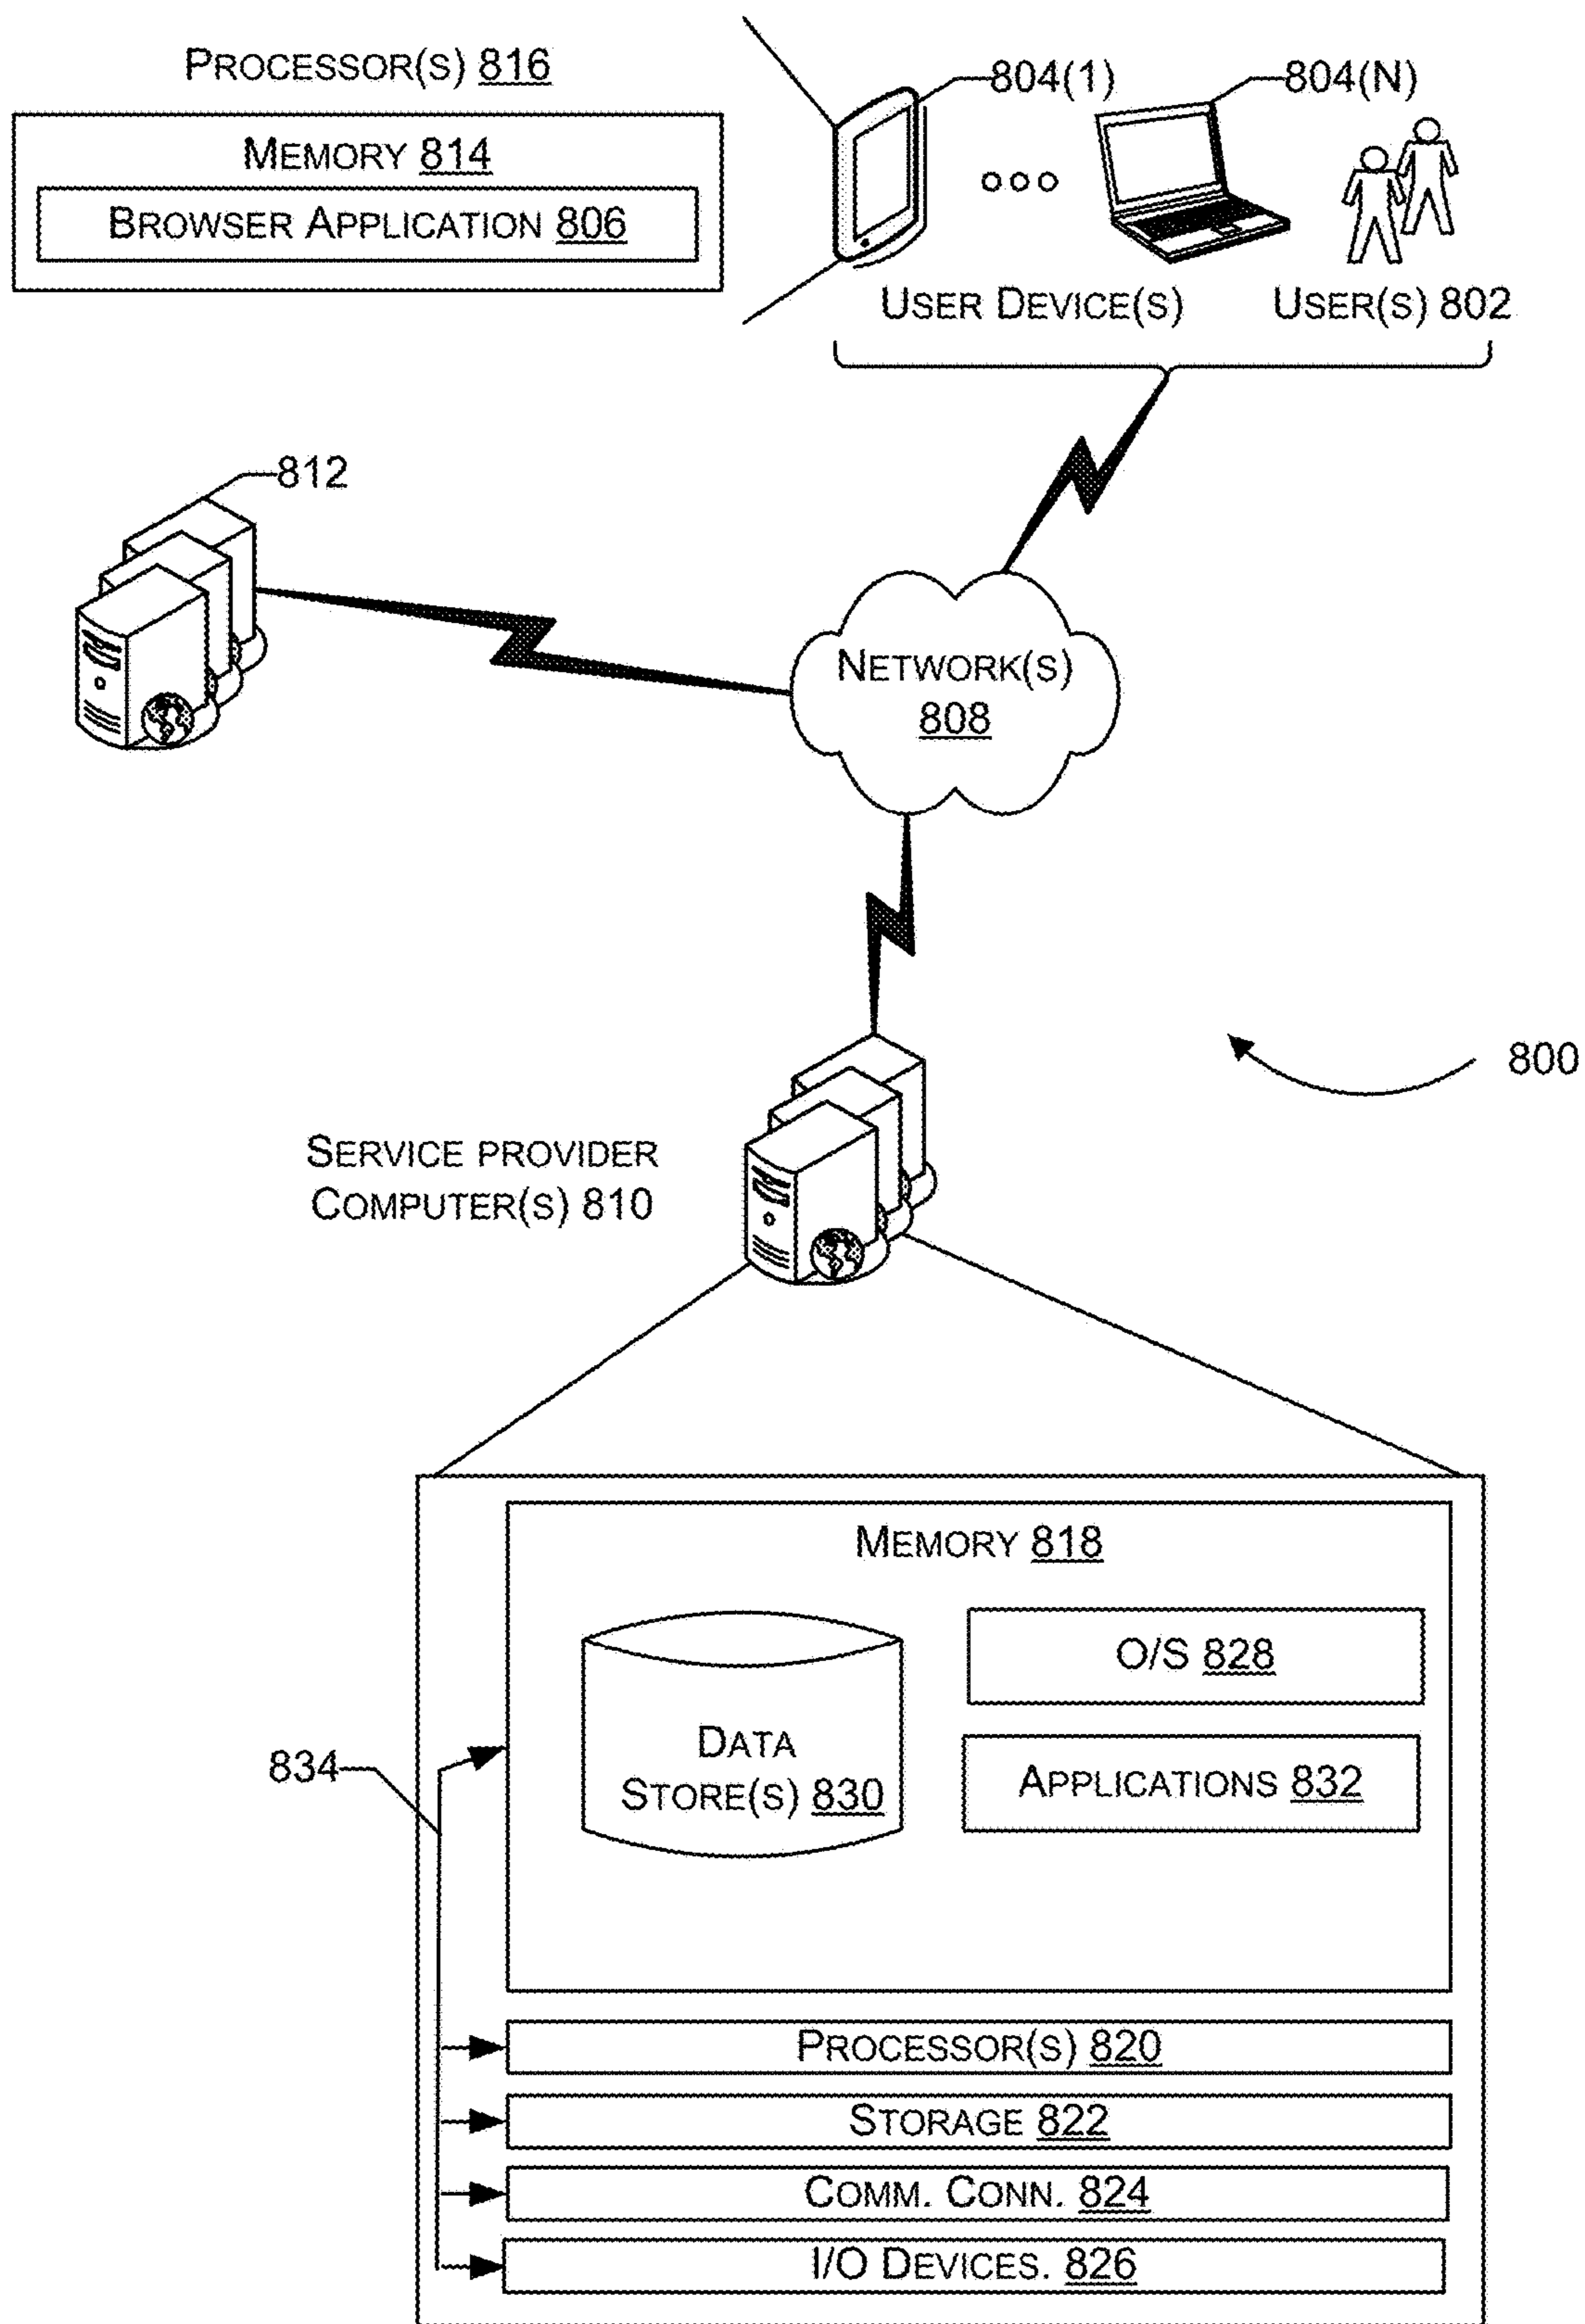 PROCESSOR(S) 816
MEMORY 814
BROWSER APPLICATION 806
804(1)
804(N)
USER DEVICE(S)
USER(S) 802
812
NETWORK(S)
808
800
SERVICE PROVIDER
COMPUTER(S) 810
MEMORY 818
DATA
STORE(S) 830
O/S 828
APPLICATIONS 832
834
PROCESSOR(S) 820
STORAGE 822
COMM. CONN. 824
I/O DEVICES. 826